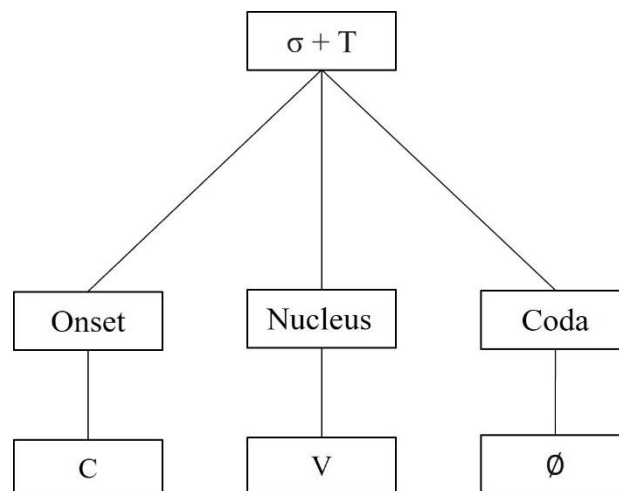 σ + T
Onset
Nucleus
Coda
C
V
Ø